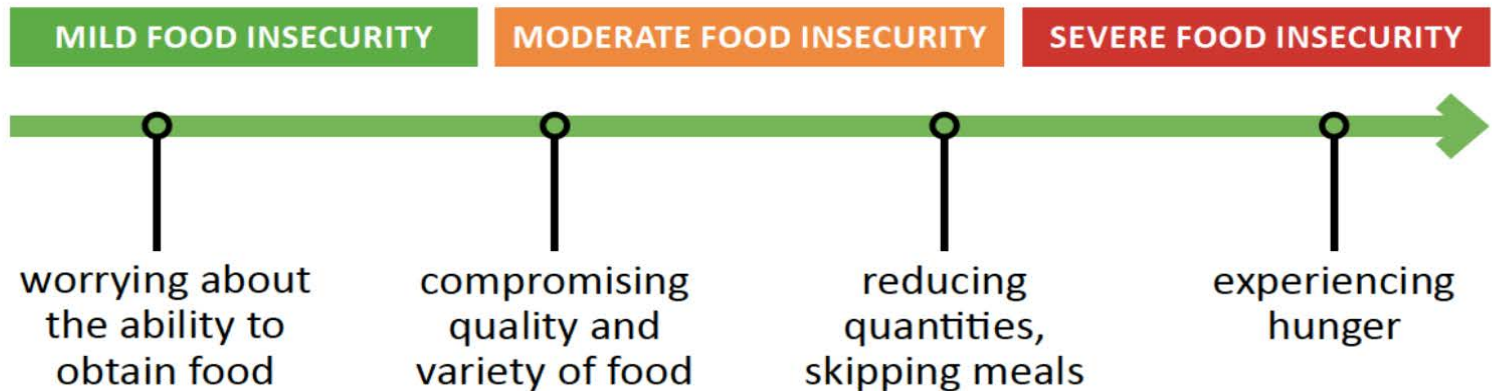 MILD FOOD INSECURITY
MODERATE FOOD INSECURITY
SEVERE FOOD INSECURITY
worrying about
the ability to
obtain food
compromising
quality and
variety of food
reducing
quantities,
skipping meals
experiencing
hunger